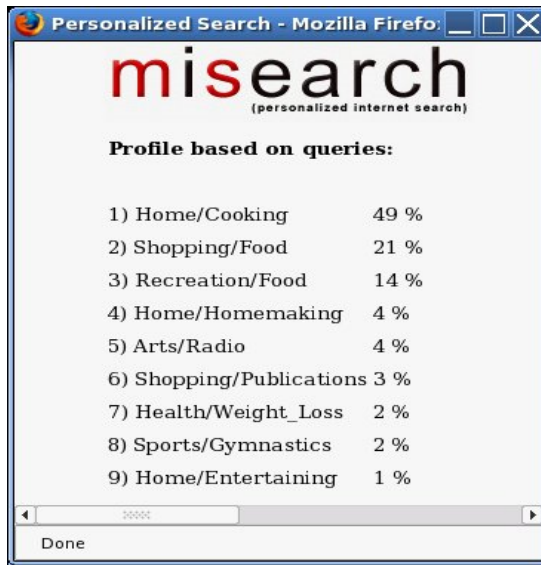 Personalized Search - Mozilla Firefo
misearch
(personalized internet search)
Profile based on queries:
1) Home/Cooking 49 %
2) Shopping/Food 21 %
3) Recreation/Food 14 %
4) Home/Homemaking 4 %
5) Arts/Radio 4 %
6) Shopping/Publications 3 %
7) Health/Weight_Loss 2 %
8) Sports/Gymnastics 2 %
9) Home/Entertaining 1 %
Done